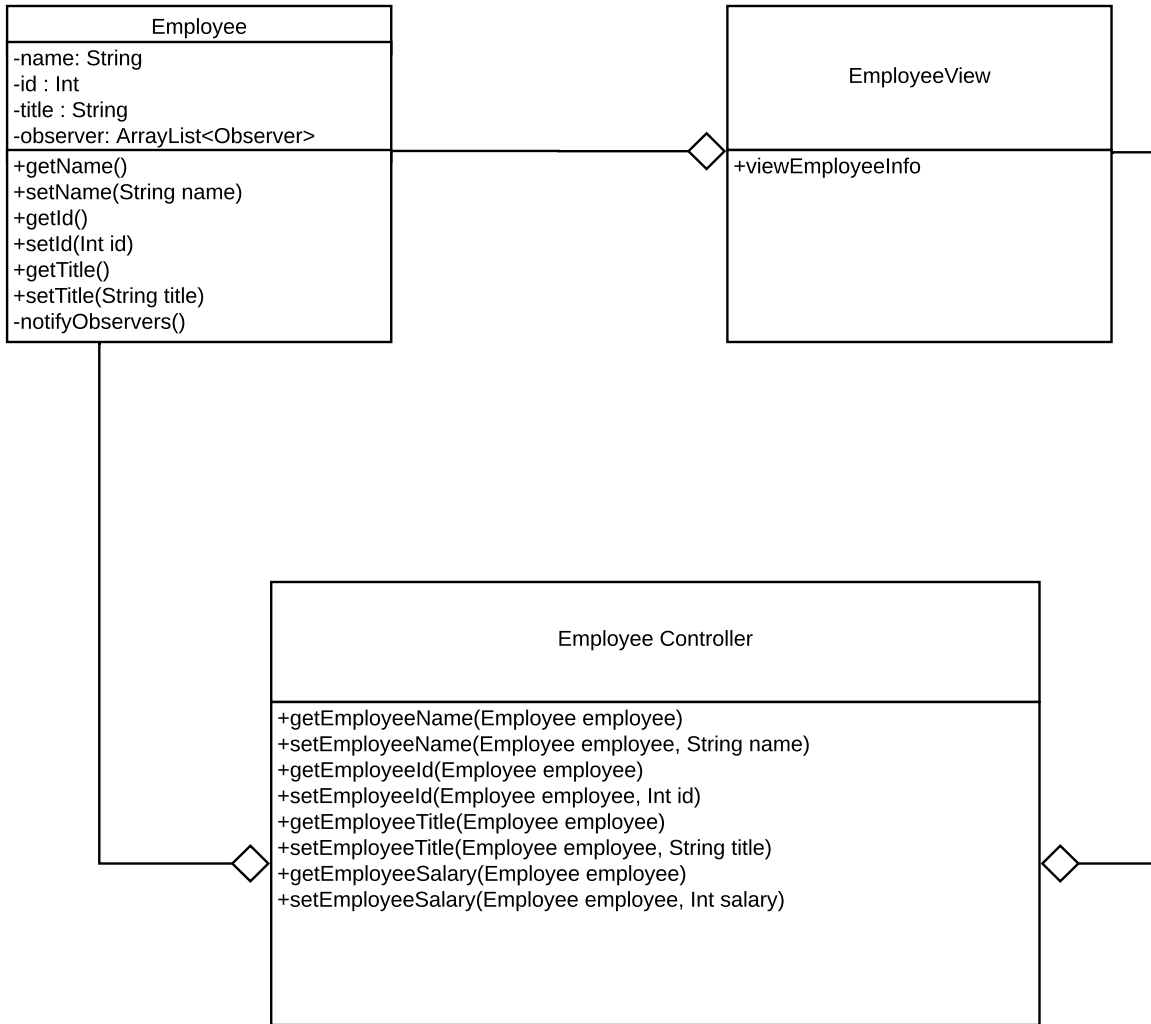 Employee
-name: String
-id : Int
-title : String
-observer: ArrayList<Observer>
+getName()
+setName(String name)
+getId()
+setId(Int id)
+getTitle()
+setTitle(String title)
-notifyObservers()
EmployeeView
+viewEmployeeInfo
Employee Controller
+getEmployeeName(Employee employee)
+setEmployeeName(Employee employee, String name)
+getEmployeeId(Employee employee)
+setEmployeeId(Employee employee, Int id)
+getEmployeeTitle(Employee employee)
+setEmployeeTitle(Employee employee, String title)
+getEmployeeSalary(Employee employee)
+setEmployeeSalary(Employee employee, Int salary)